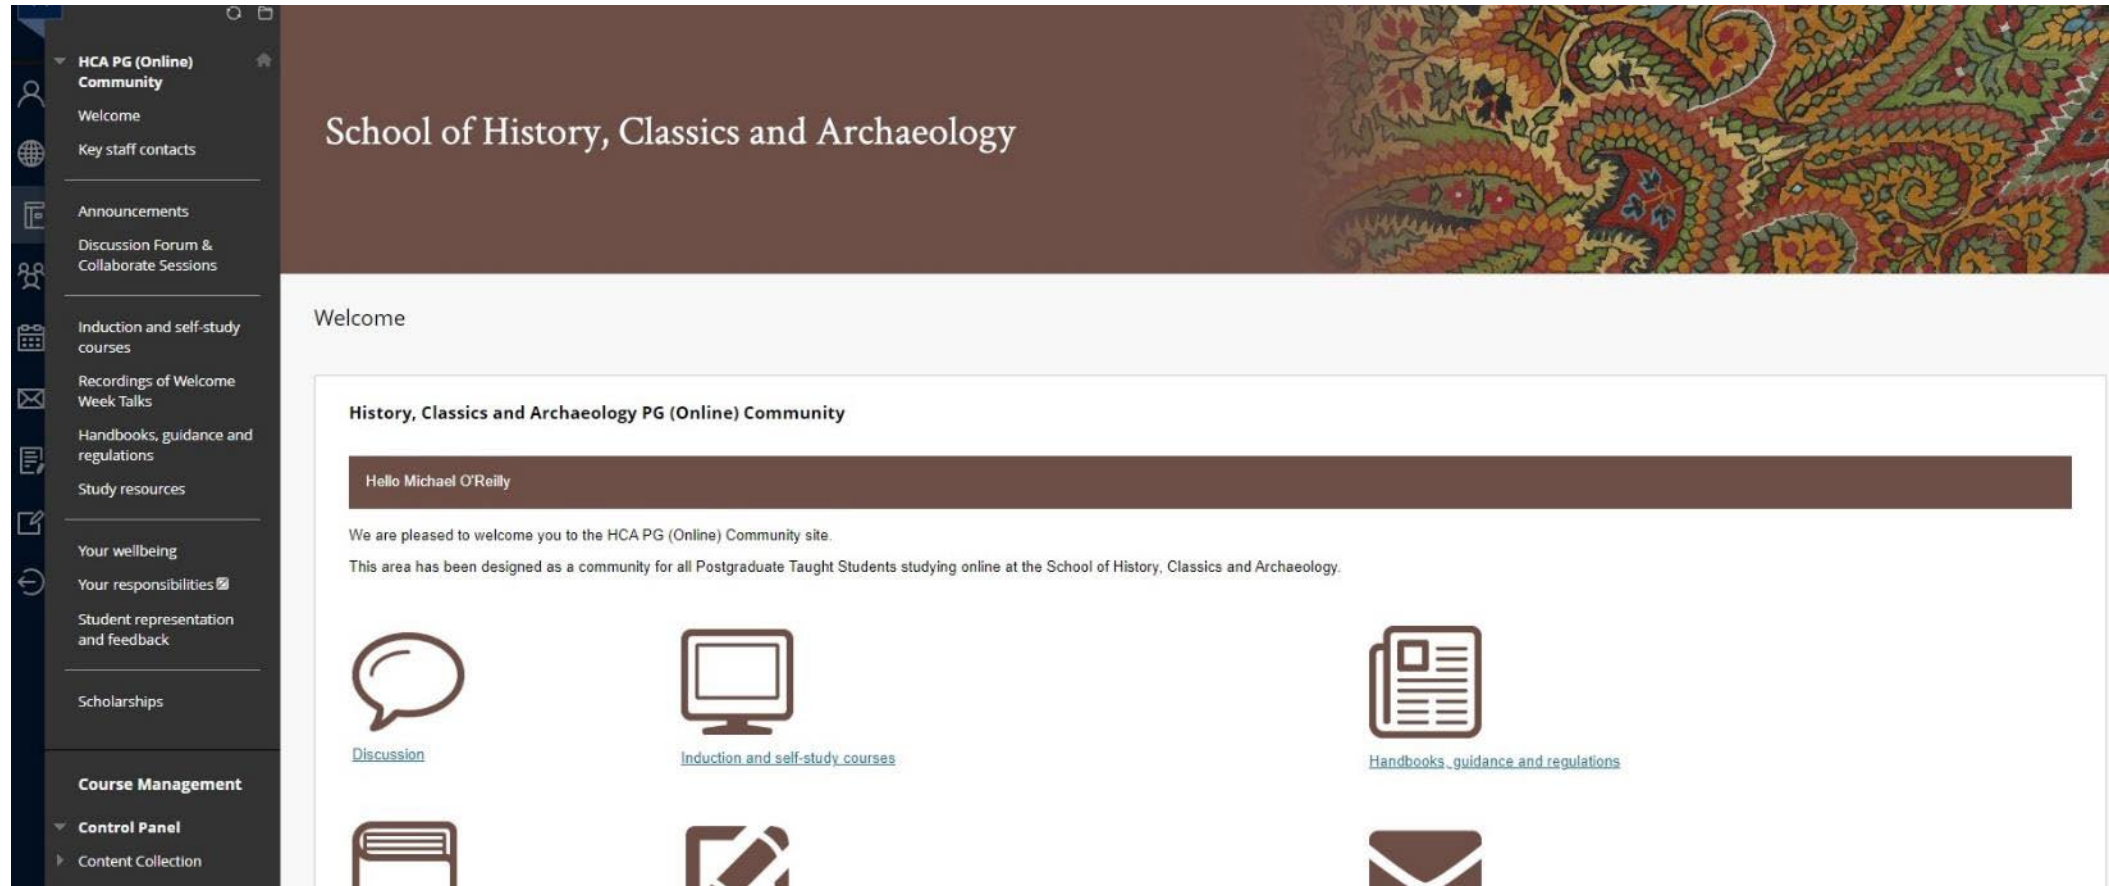 HCA PG (Online)
Community
Welcome
Key staff contacts
Announcements
Discussion Forum &
Collaborate Sessions
Induction and self-study
courses
Recordings of Welcome
Week Talks
Handbooks, guidance and
regulations
Study resources
Your wellbeing
Your responsibilities
Student representation
and feedback
Scholarships
Course Management
Control Panel
Content Collection
School of History, Classics and Archaeology
Welcome
History, Classics and Archaeology PG (Online) Community
Hello Michael O'Reilly
We are pleased to welcome you to the HCA PG (Online) Community site.
This area has been designed as a community for all Postgraduate Taught Students studying online at the School of History, Classics and Archaeology.
Discussion
Induction and self-study courses
Handbooks, guidance and regulations